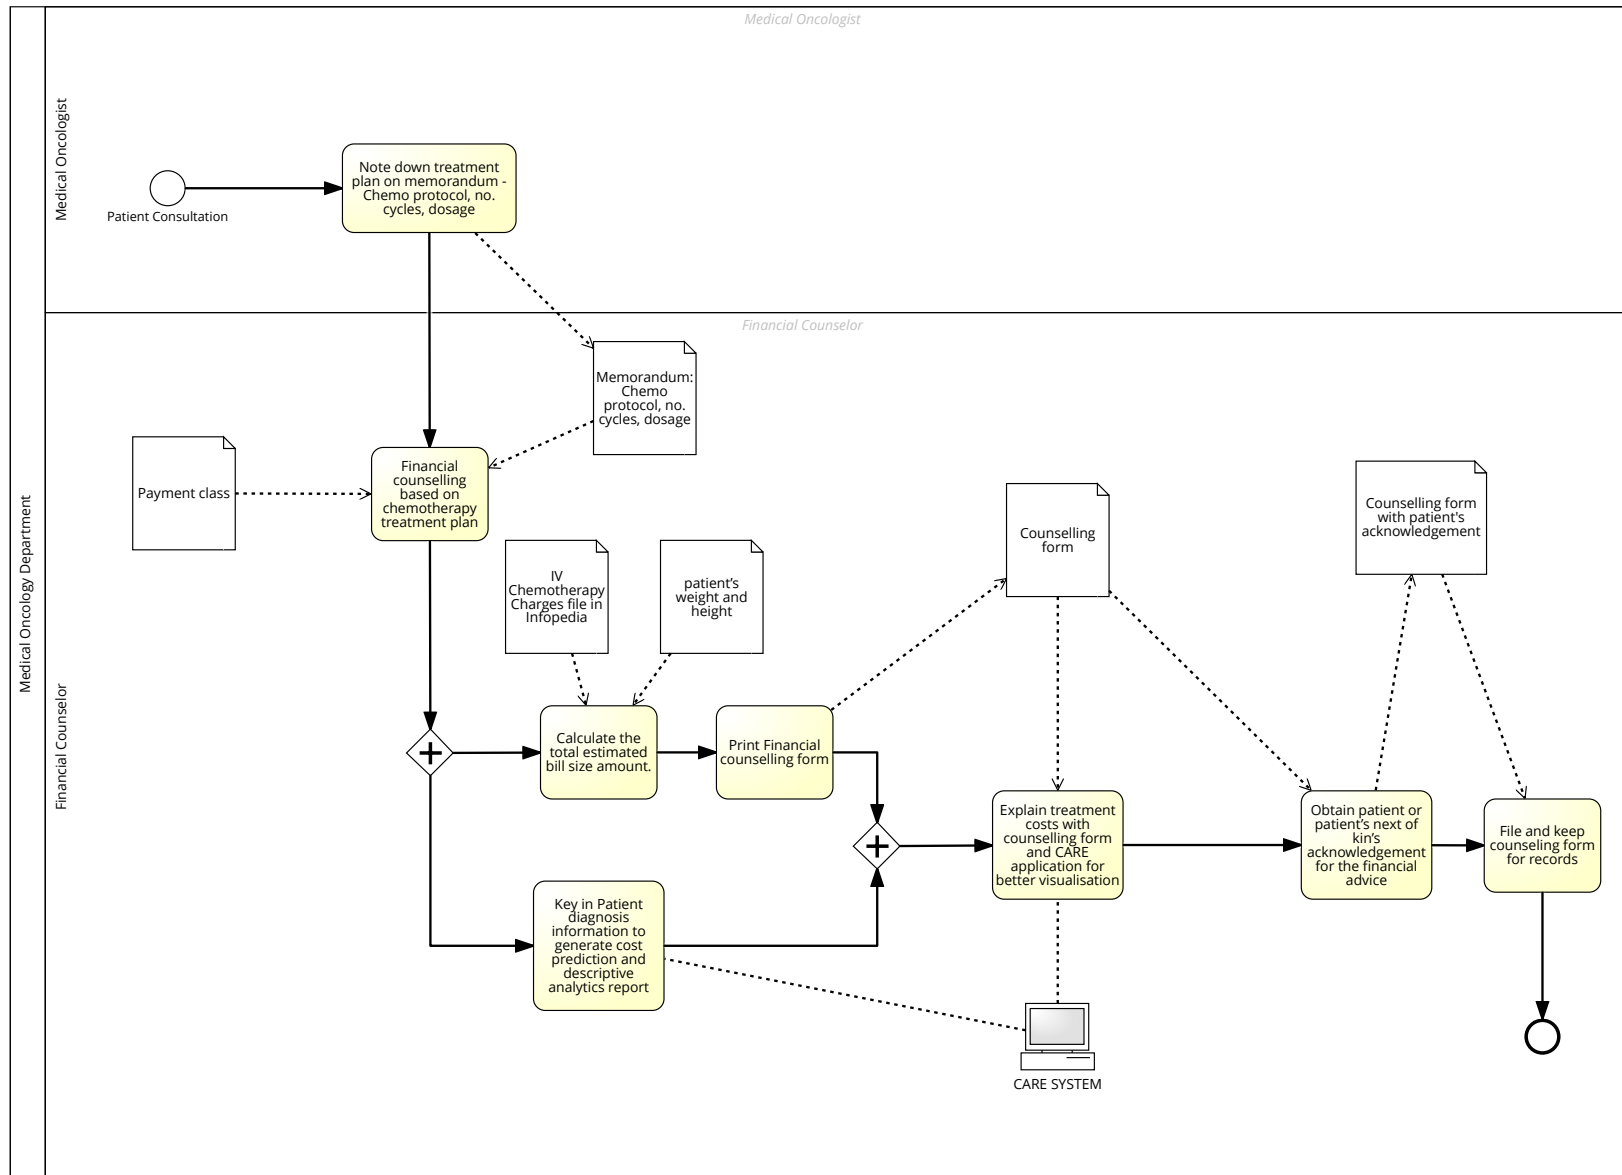 Medical Oncologist
Medical Oncology Department
Medical Oncologist
Patient Consultation
Note down treatment
plan on memorandum -
Chemo protocol, no.
cycles, dosage
Financial Counselor
Financial Counselor
Memorandum:
Chemo
protocol, no.
cycles, dosage
Payment class
Financial
counselling
based on
chemotherapy
treatment plan
IV
Chemotherapy
Charges file in
Infopedia
patient’s
weight and
height
Counselling
form
Counselling form
with patient's
acknowledgement
Calculate the
total estimated
bill size amount.
Print Financial
counselling form
Explain treatment
costs with
counselling form
and CARE
application for
better visualisation
Obtain patient or
patient’s next of
kin’s
acknowledgement
for the financial
advice
File and keep
counseling form
for records
Key in Patient
diagnosis
information to
generate cost
prediction and
descriptive
analytics report
CARE SYSTEM